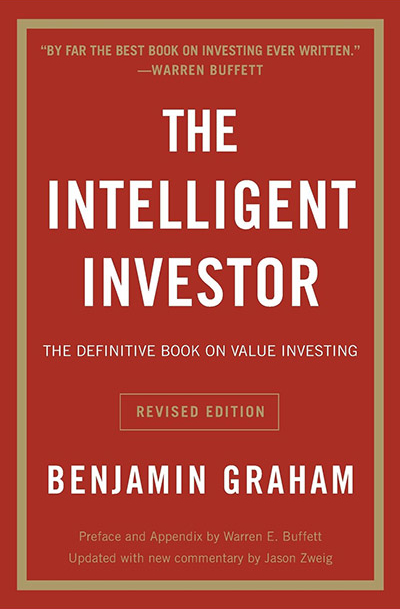 “BY FAR THE BEST BOOK ON INVESTING EVER WRITTEN.”
—WARREN BUFFETT
THE
INTELLIGENT
INVESTOR
THE DEFINITIVE BOOK ON VALUE INVESTING
REVISED EDITION
BENJAMIN GRAHAM
Preface and Appendix by Warren E. Buffett
Updated with new commentary by Jason Zweig